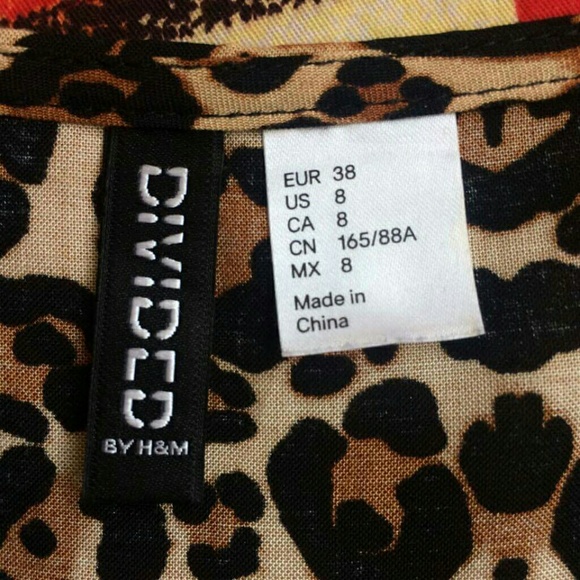 DIVIDED
BY H&M
EUR 38
US 8
CA 8
CN 165/88A
MX 8
Made in
China